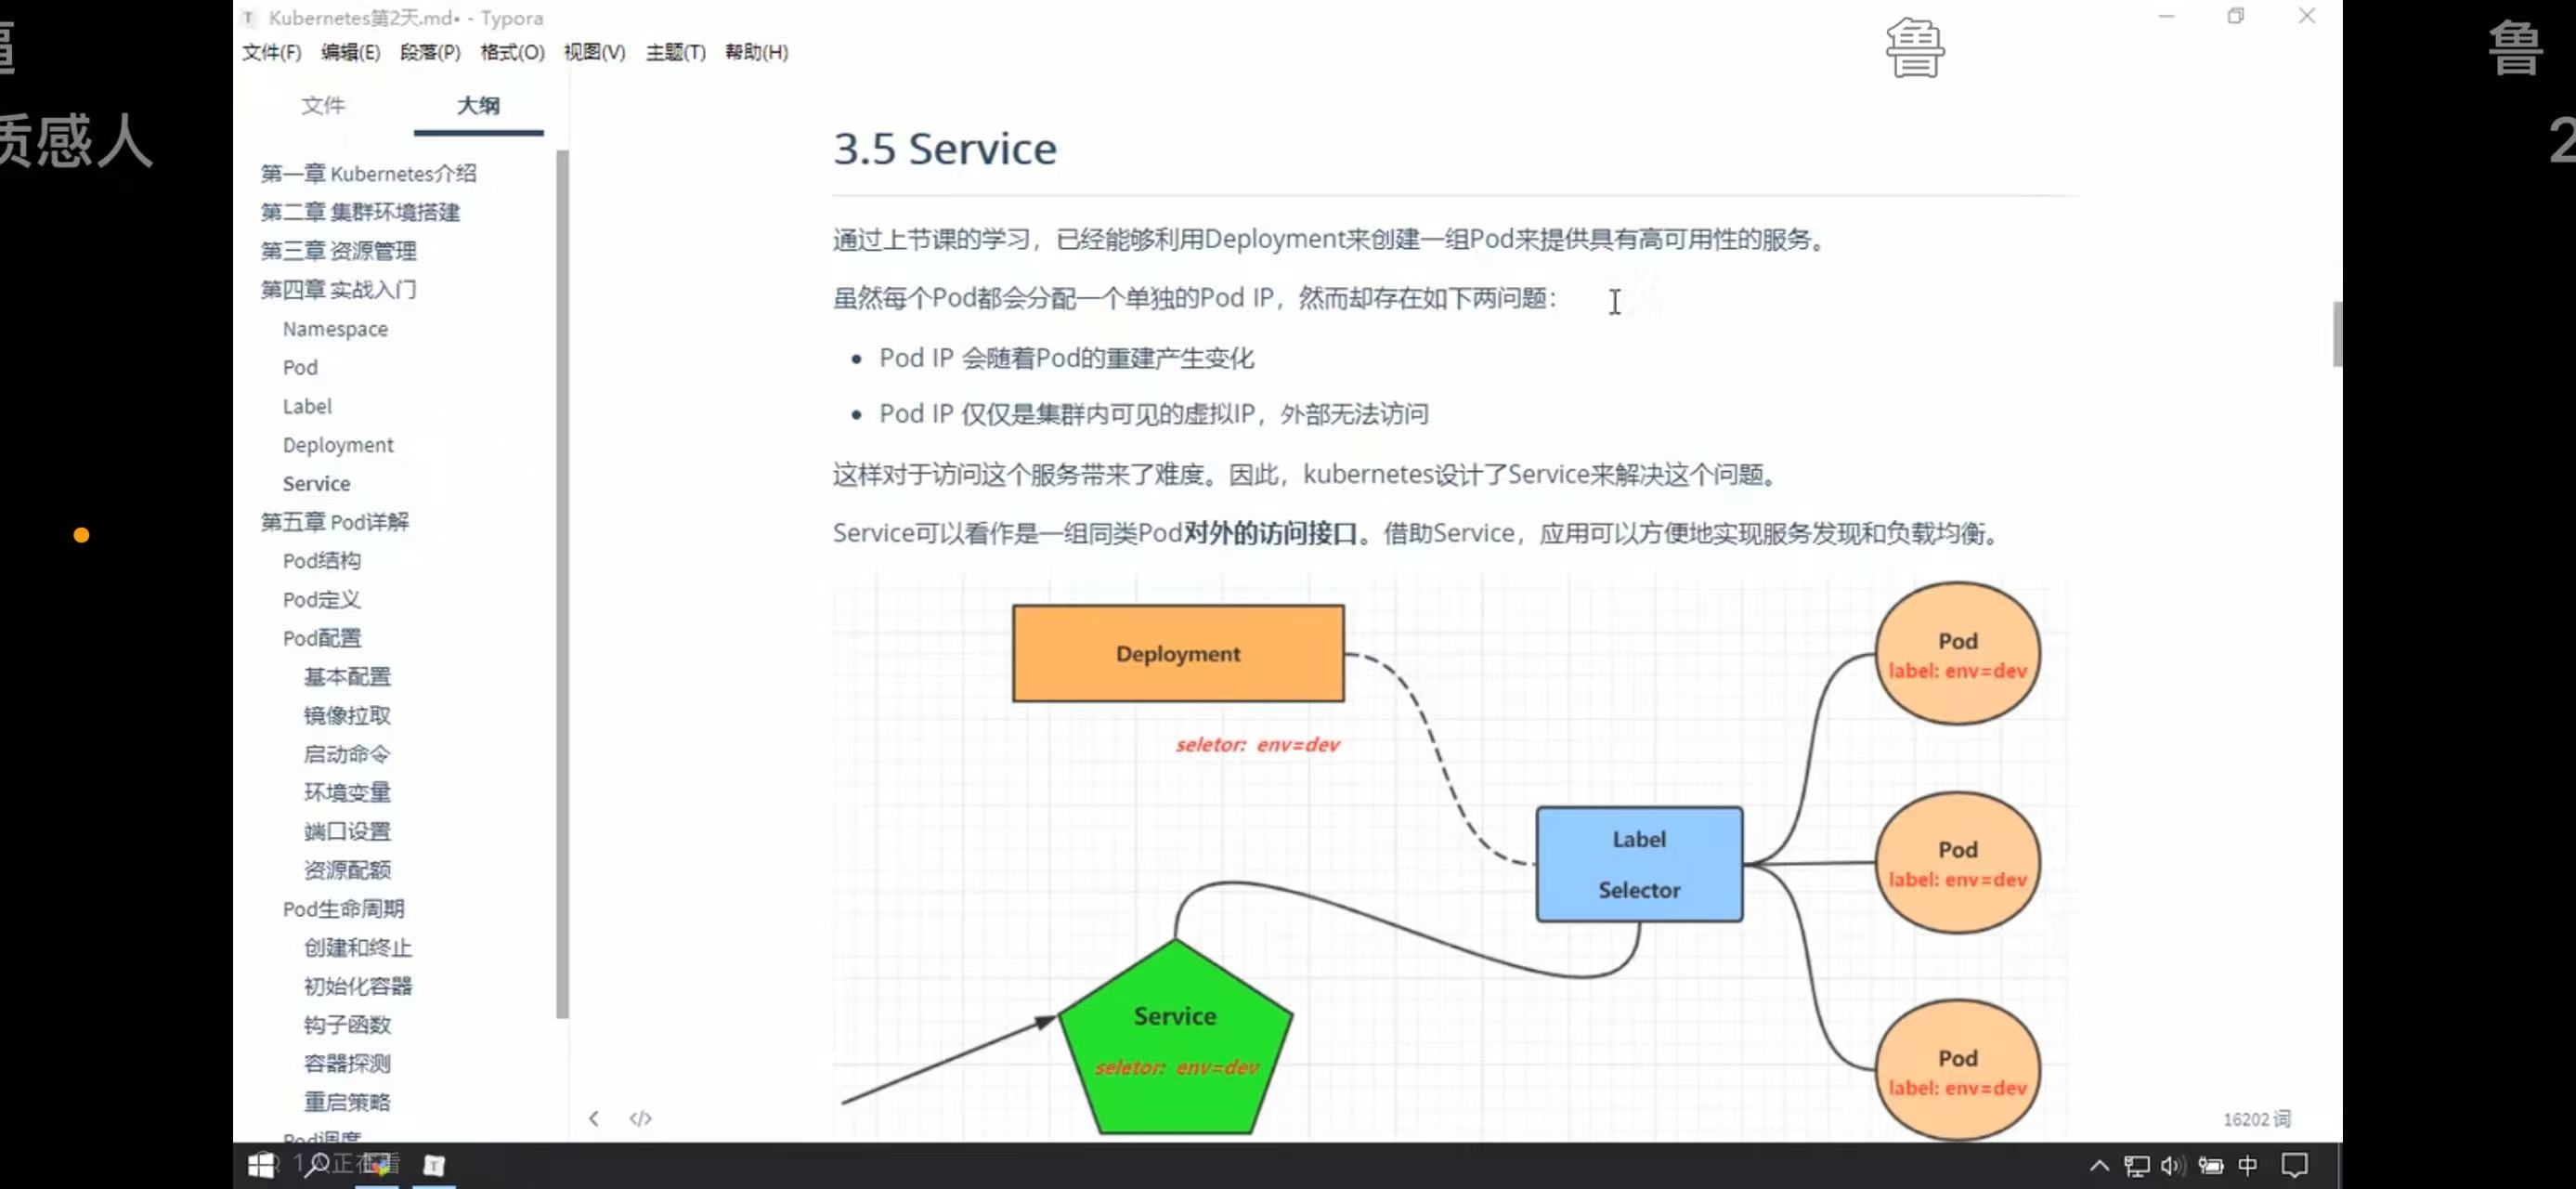 Kubernetes第2天.md• - Typora
文件(F) 编辑(E) 段落(P) 格式(O) 视图(V) 主题(T) 帮助(H)
鲁
鲁
质感人
2
文件 大纲
第一章 Kubernetes介绍
第二章 集群环境搭建
第三章 资源管理
第四章 实战入门
Namespace
Pod
Label
Deployment
Service
第五章 Pod详解
Pod结构
Pod定义
Pod配置
基本配置
镜像拉取
启动命令
环境变量
端口设置
资源配额
Pod生命周期
创建和终止
初始化容器
钩子函数
容器探测
重启策略
Pod调度
3.5 Service
通过上节课的学习，已经能够利用Deployment来创建一组Pod来提供具有高可用性的服务。
虽然每个Pod都会分配一个单独的Pod IP，然而却存在如下两问题：
• Pod IP 会随着Pod的重建产生变化
• Pod IP 仅仅是集群内可见的虚拟IP，外部无法访问
这样对于访问这个服务带来了难度。因此，kubernetes设计了Service来解决这个问题。
Service可以看作是一组同类Pod对外的访问接口。借助Service，应用可以方便地实现服务发现和负载均衡。
Deployment
seletor: env=dev
Label
Selector
Service
seletor: env=dev
Pod
label: env=dev
Pod
label: env=dev
Pod
label: env=dev
</> 16202 词
中